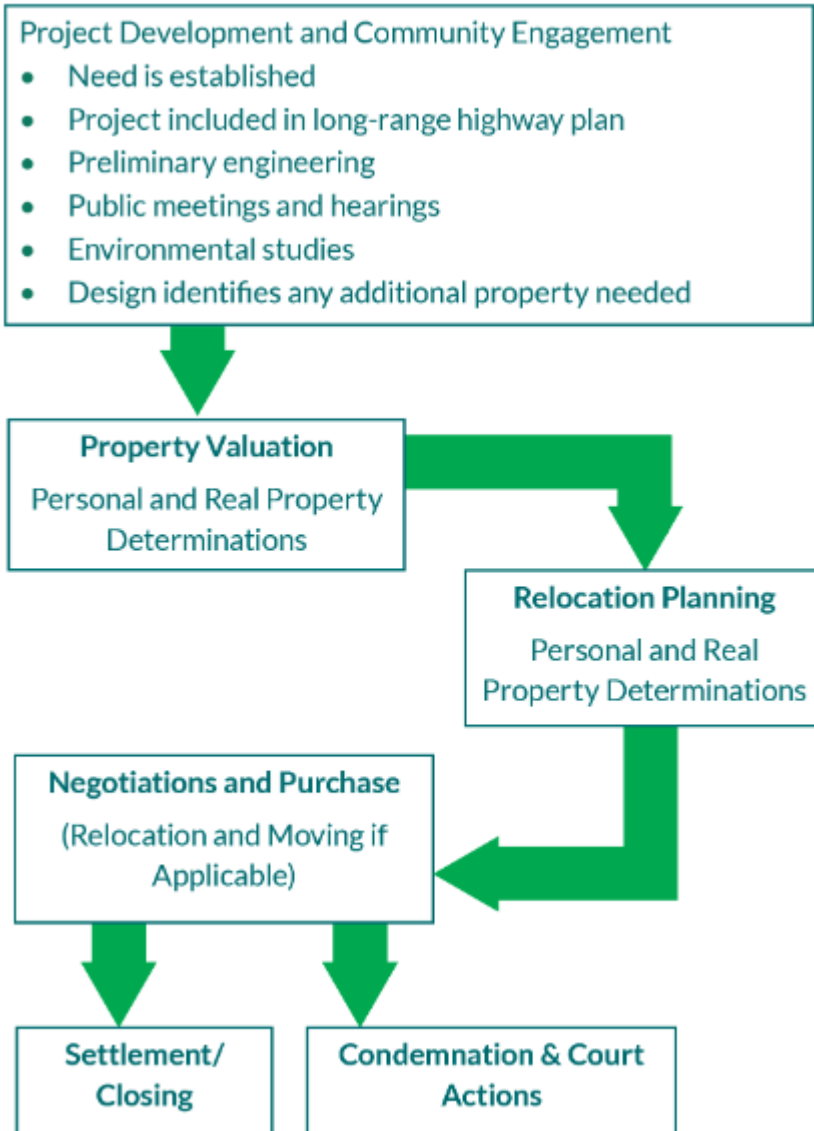 Project Development and Community Engagement
• Need is established
• Project included in long-range highway plan
• Preliminary engineering
• Public meetings and hearings
• Environmental studies
• Design identifies any additional property needed
Property Valuation
Personal and Real Property
Determinations
Relocation Planning
Personal and Real
Property Determinations
Negotiations and Purchase
(Relocation and Moving if
Applicable)
Settlement/
Closing
Condemnation & Court
Actions